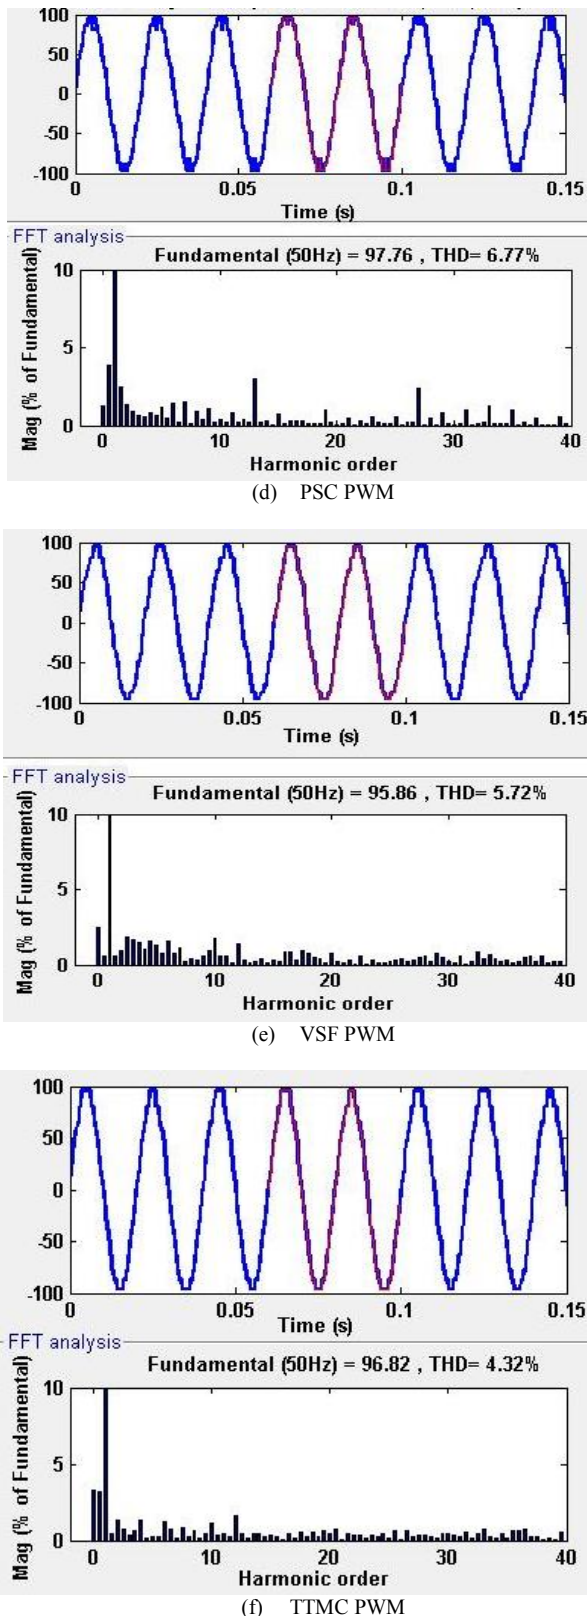 100
50
0
-50
-100
0 0.05 0.1 0.15
Time (s)
FFT analysis
Fundamental (50Hz) = 97.76 , THD= 6.77%
Mag (% of Fundamental)
10
5
0
0 10 20 30 40
Harmonic order
(d) PSC PWM
100
50
0
-50
-100
0 0.05 0.1 0.15
Time (s)
FFT analysis
Fundamental (50Hz) = 95.86 , THD= 5.72%
Mag (% of Fundamental)
10
5
0
0 10 20 30 40
Harmonic order
(e) VSF PWM
100
50
0
-50
-100
0 0.05 0.1 0.15
Time (s)
FFT analysis
Fundamental (50Hz) = 96.82 , THD= 4.32%
Mag (% of Fundamental)
10
5
0
0 10 20 30 40
Harmonic order
(f) TTMC PWM